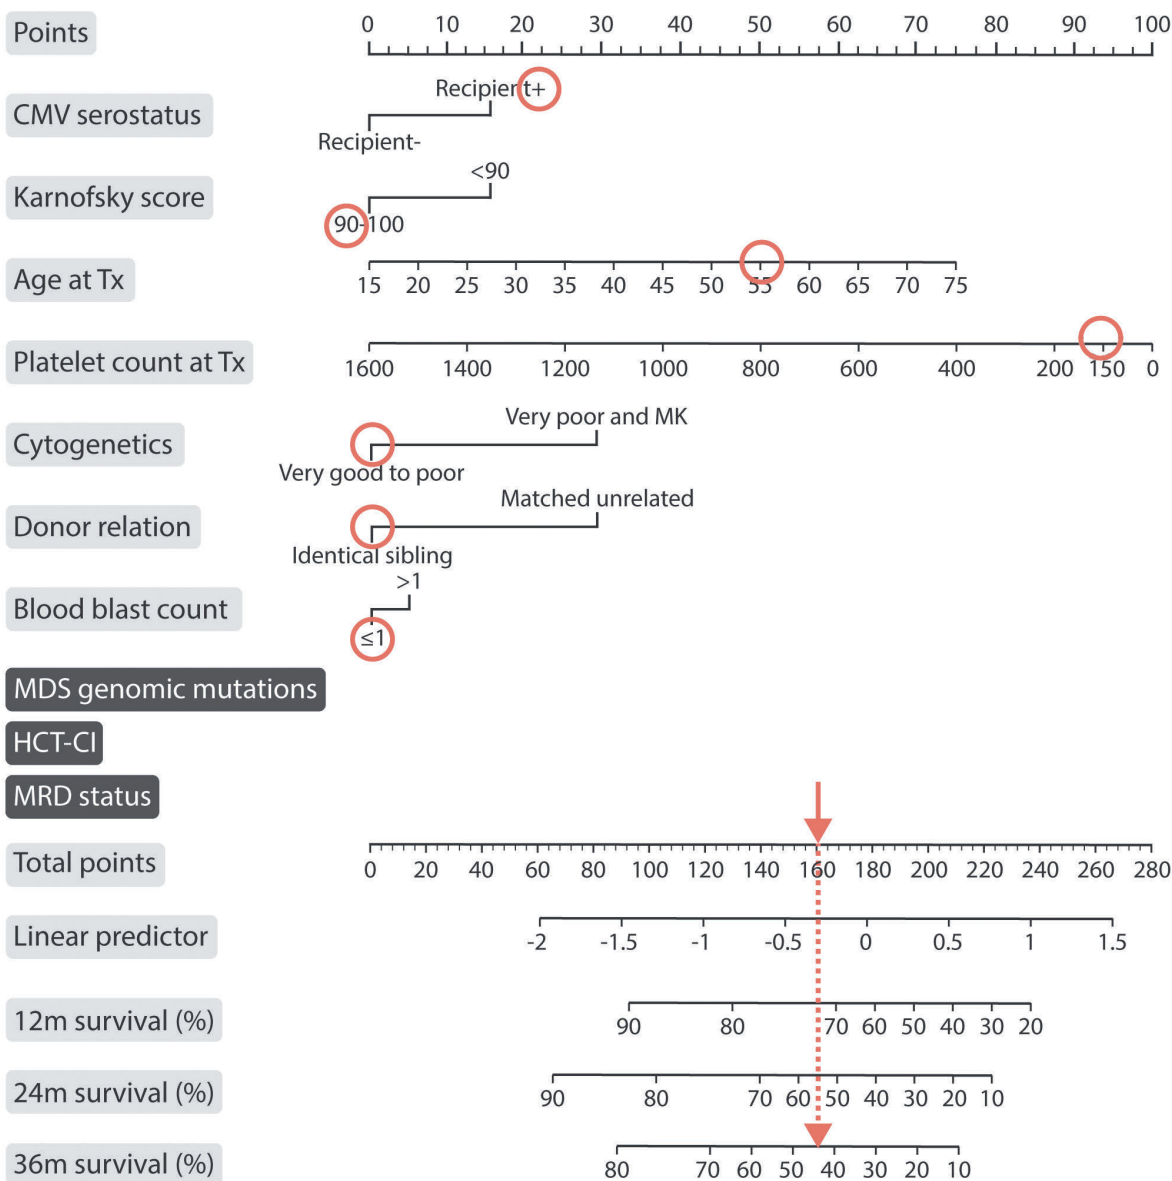 Points 0 10 20 30 40 50 60 70 80 90 100
Recipient+
CMV serostatus
Recipient-
<90
Karnofsky score
90-100
Age at Tx 15 20 25 30 35 40 45 50 55 60 65 70 75
Platelet count at Tx 1600 1400 1200 1000 800 600 400 200 150 0
Very poor and MK
Cytogenetics
Very good to poor
Matched unrelated
Donor relation
Identical sibling
>1
Blood blast count
≤1
MDS genomic mutations
HCT-CI
MRD status
Total points 0 20 40 60 80 100 120 140 160 180 200 220 240 260 280
Linear predictor -2 -1.5 -1 -0.5 0 0.5 1 1.5
12m survival (%) 90 80 70 60 50 40 30 20
24m survival (%) 90 80 70 60 50 40 30 20 10
36m survival (%) 80 70 60 50 40 30 20 10